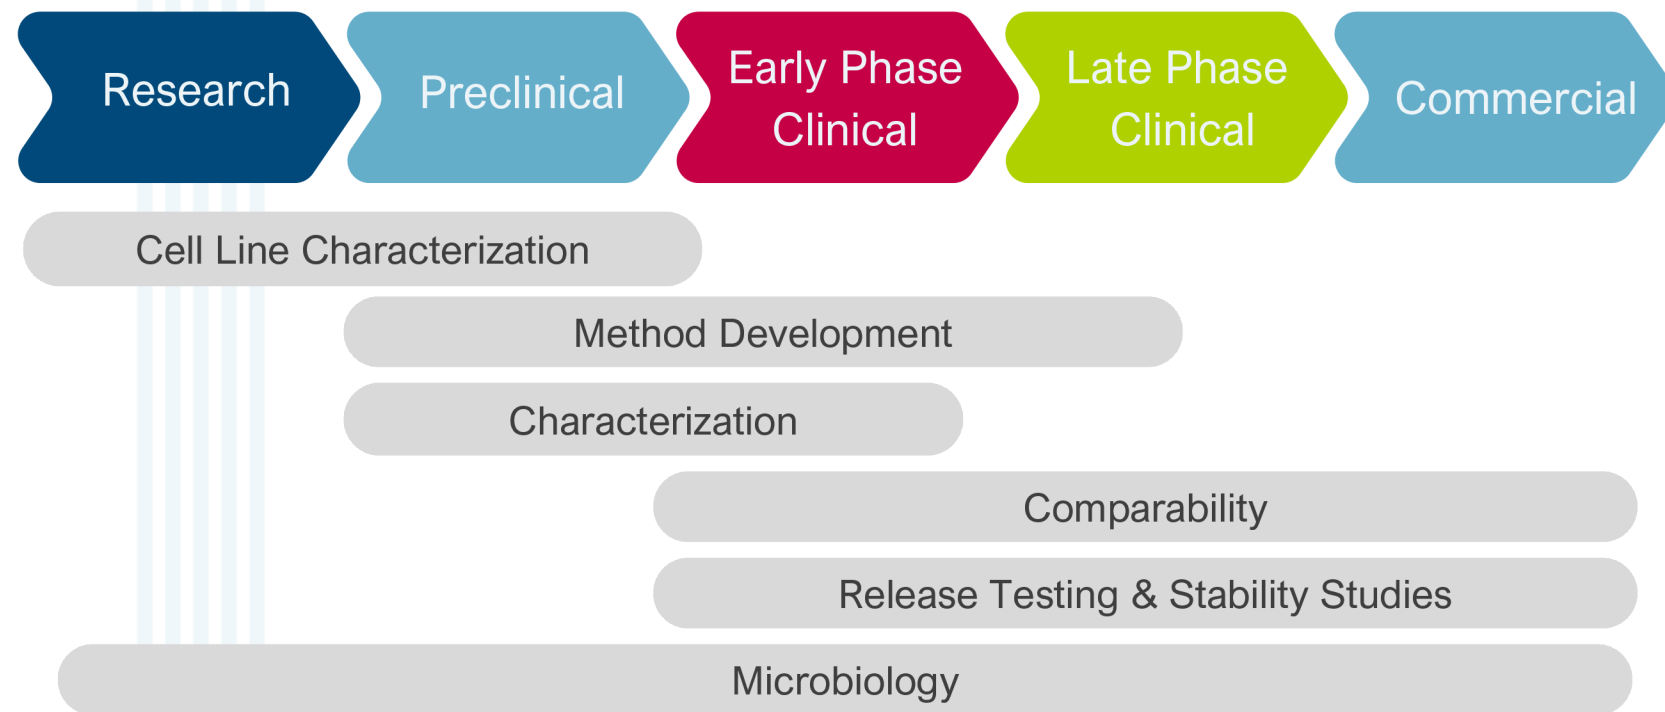 Research
Preclinical
Early Phase
Clinical
Late Phase
Clinical
Commercial
Cell Line Characterization
Method Development
Characterization
Comparability
Release Testing & Stability Studies
Microbiology